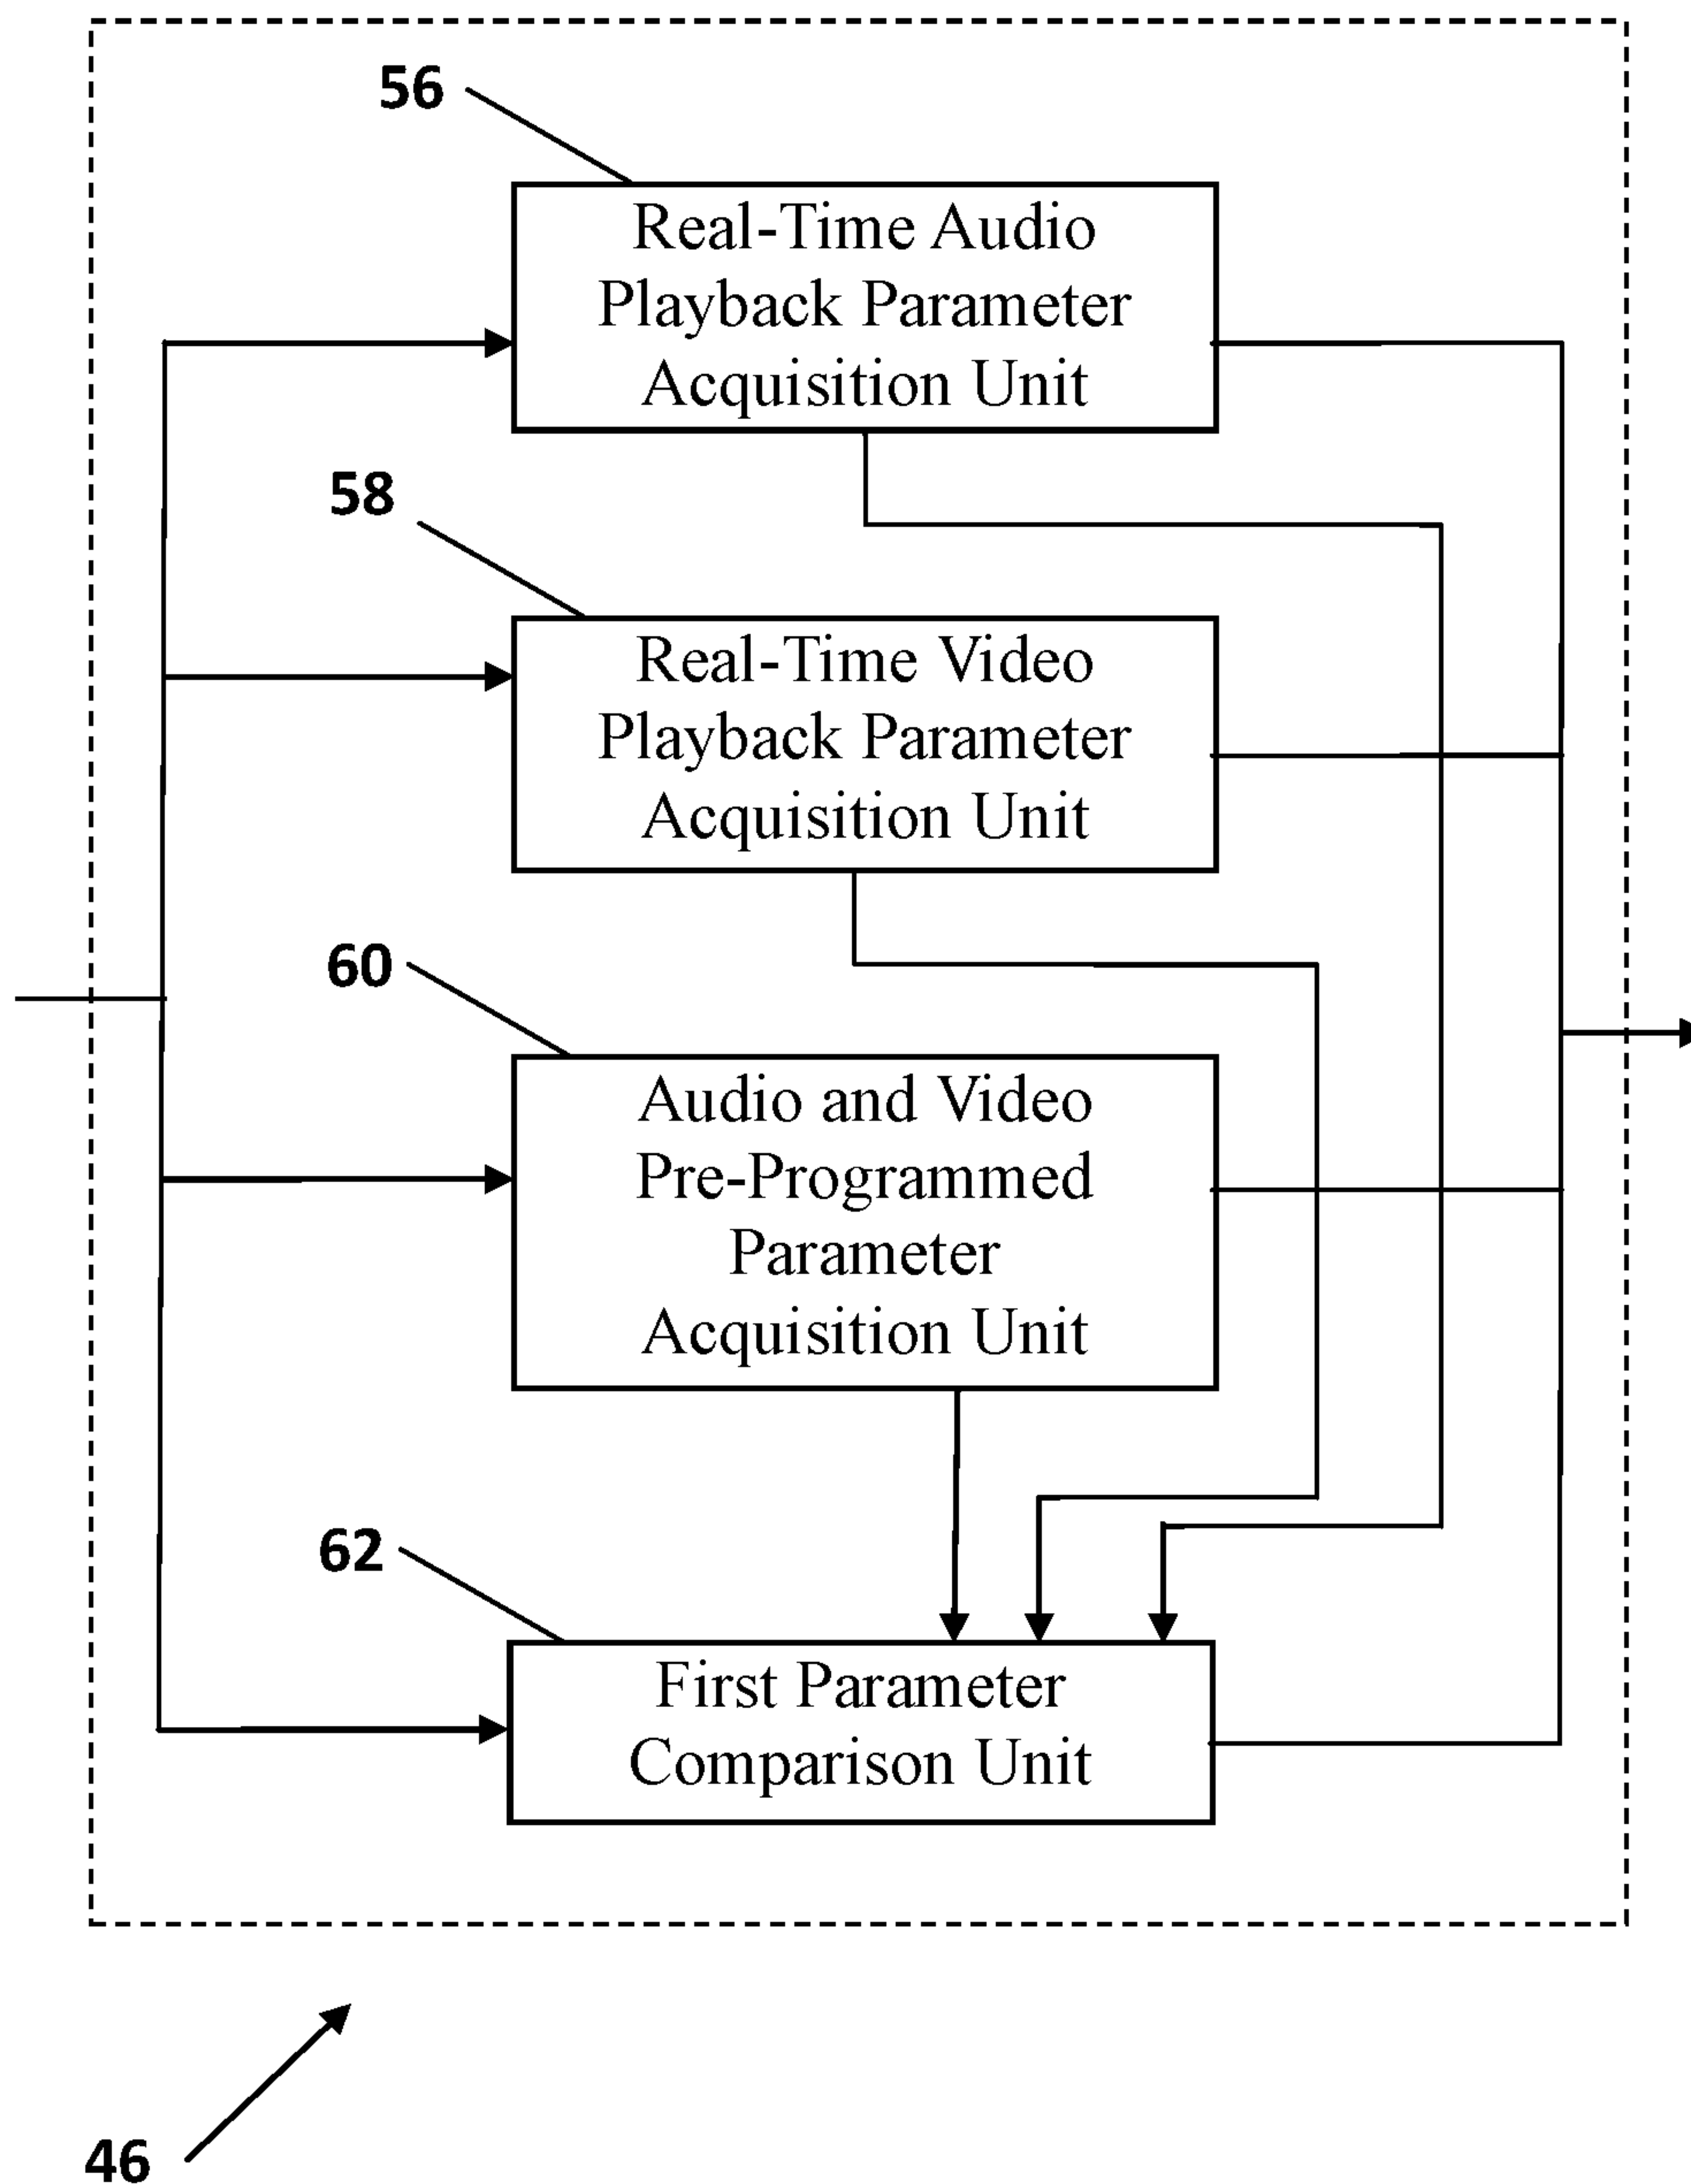 56
Real-Time Audio
Playback Parameter
Acquisition Unit
58
Real-Time Video
Playback Parameter
Acquisition Unit
60
Audio and Video
Pre-Programmed
Parameter
Acquisition Unit
62
First Parameter
Comparison Unit
46